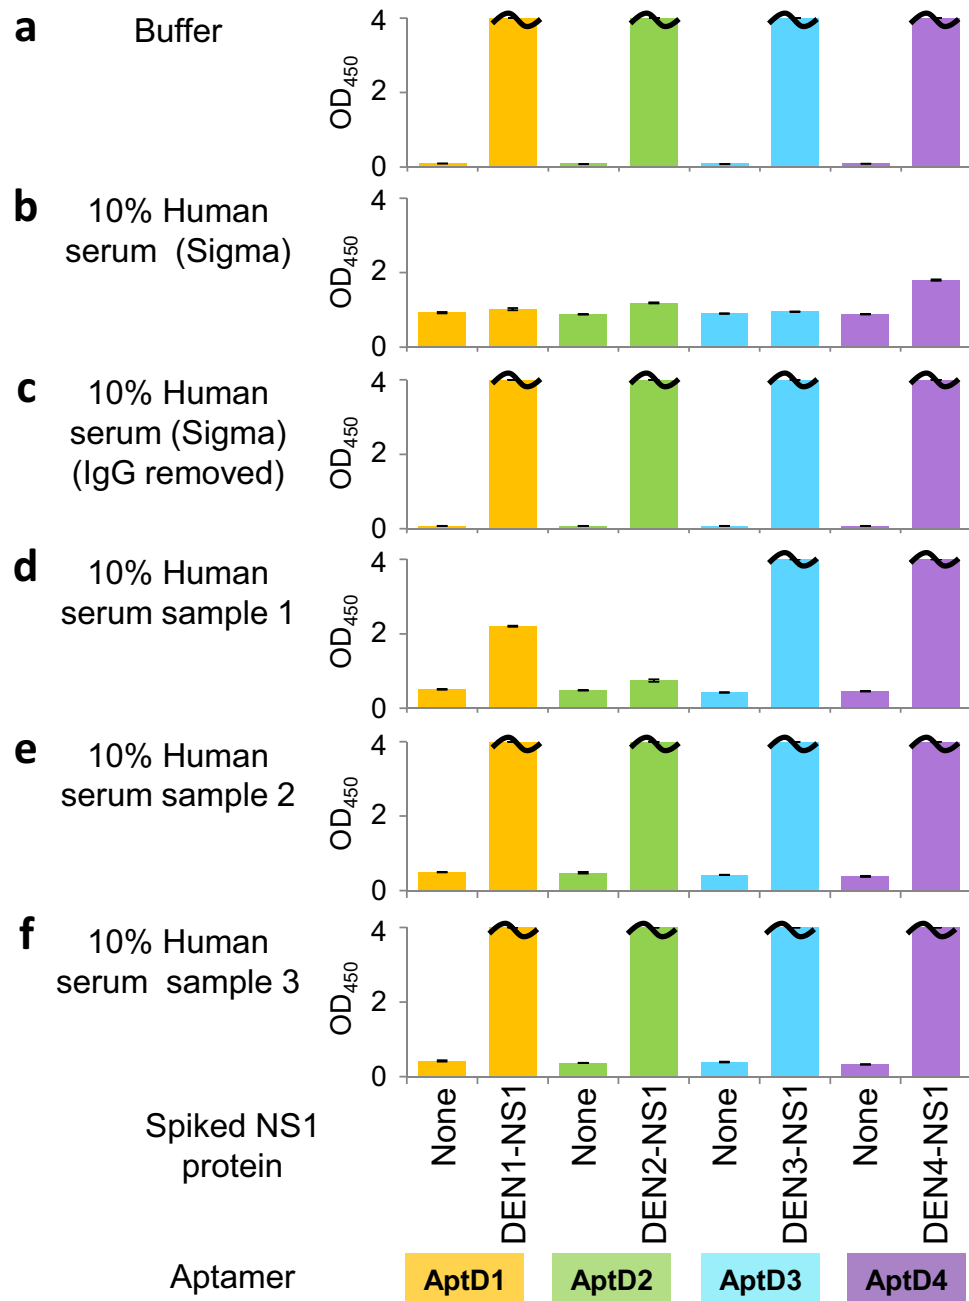 a Buffer
OD450
4
2
0
b 10% Human
serum (Sigma)
OD450
4
2
0
c 10% Human
serum (Sigma)
(IgG removed)
OD450
4
2
0
d 10% Human
serum sample 1
OD450
4
2
0
e 10% Human
serum sample 2
OD450
4
2
0
f 10% Human
serum sample 3
OD450
4
2
0
Spiked NS1
protein
None
DEN1-NS1
None
DEN2-NS1
None
DEN3-NS1
None
DEN4-NS1
Aptamer
AptD1
AptD2
AptD3
AptD4